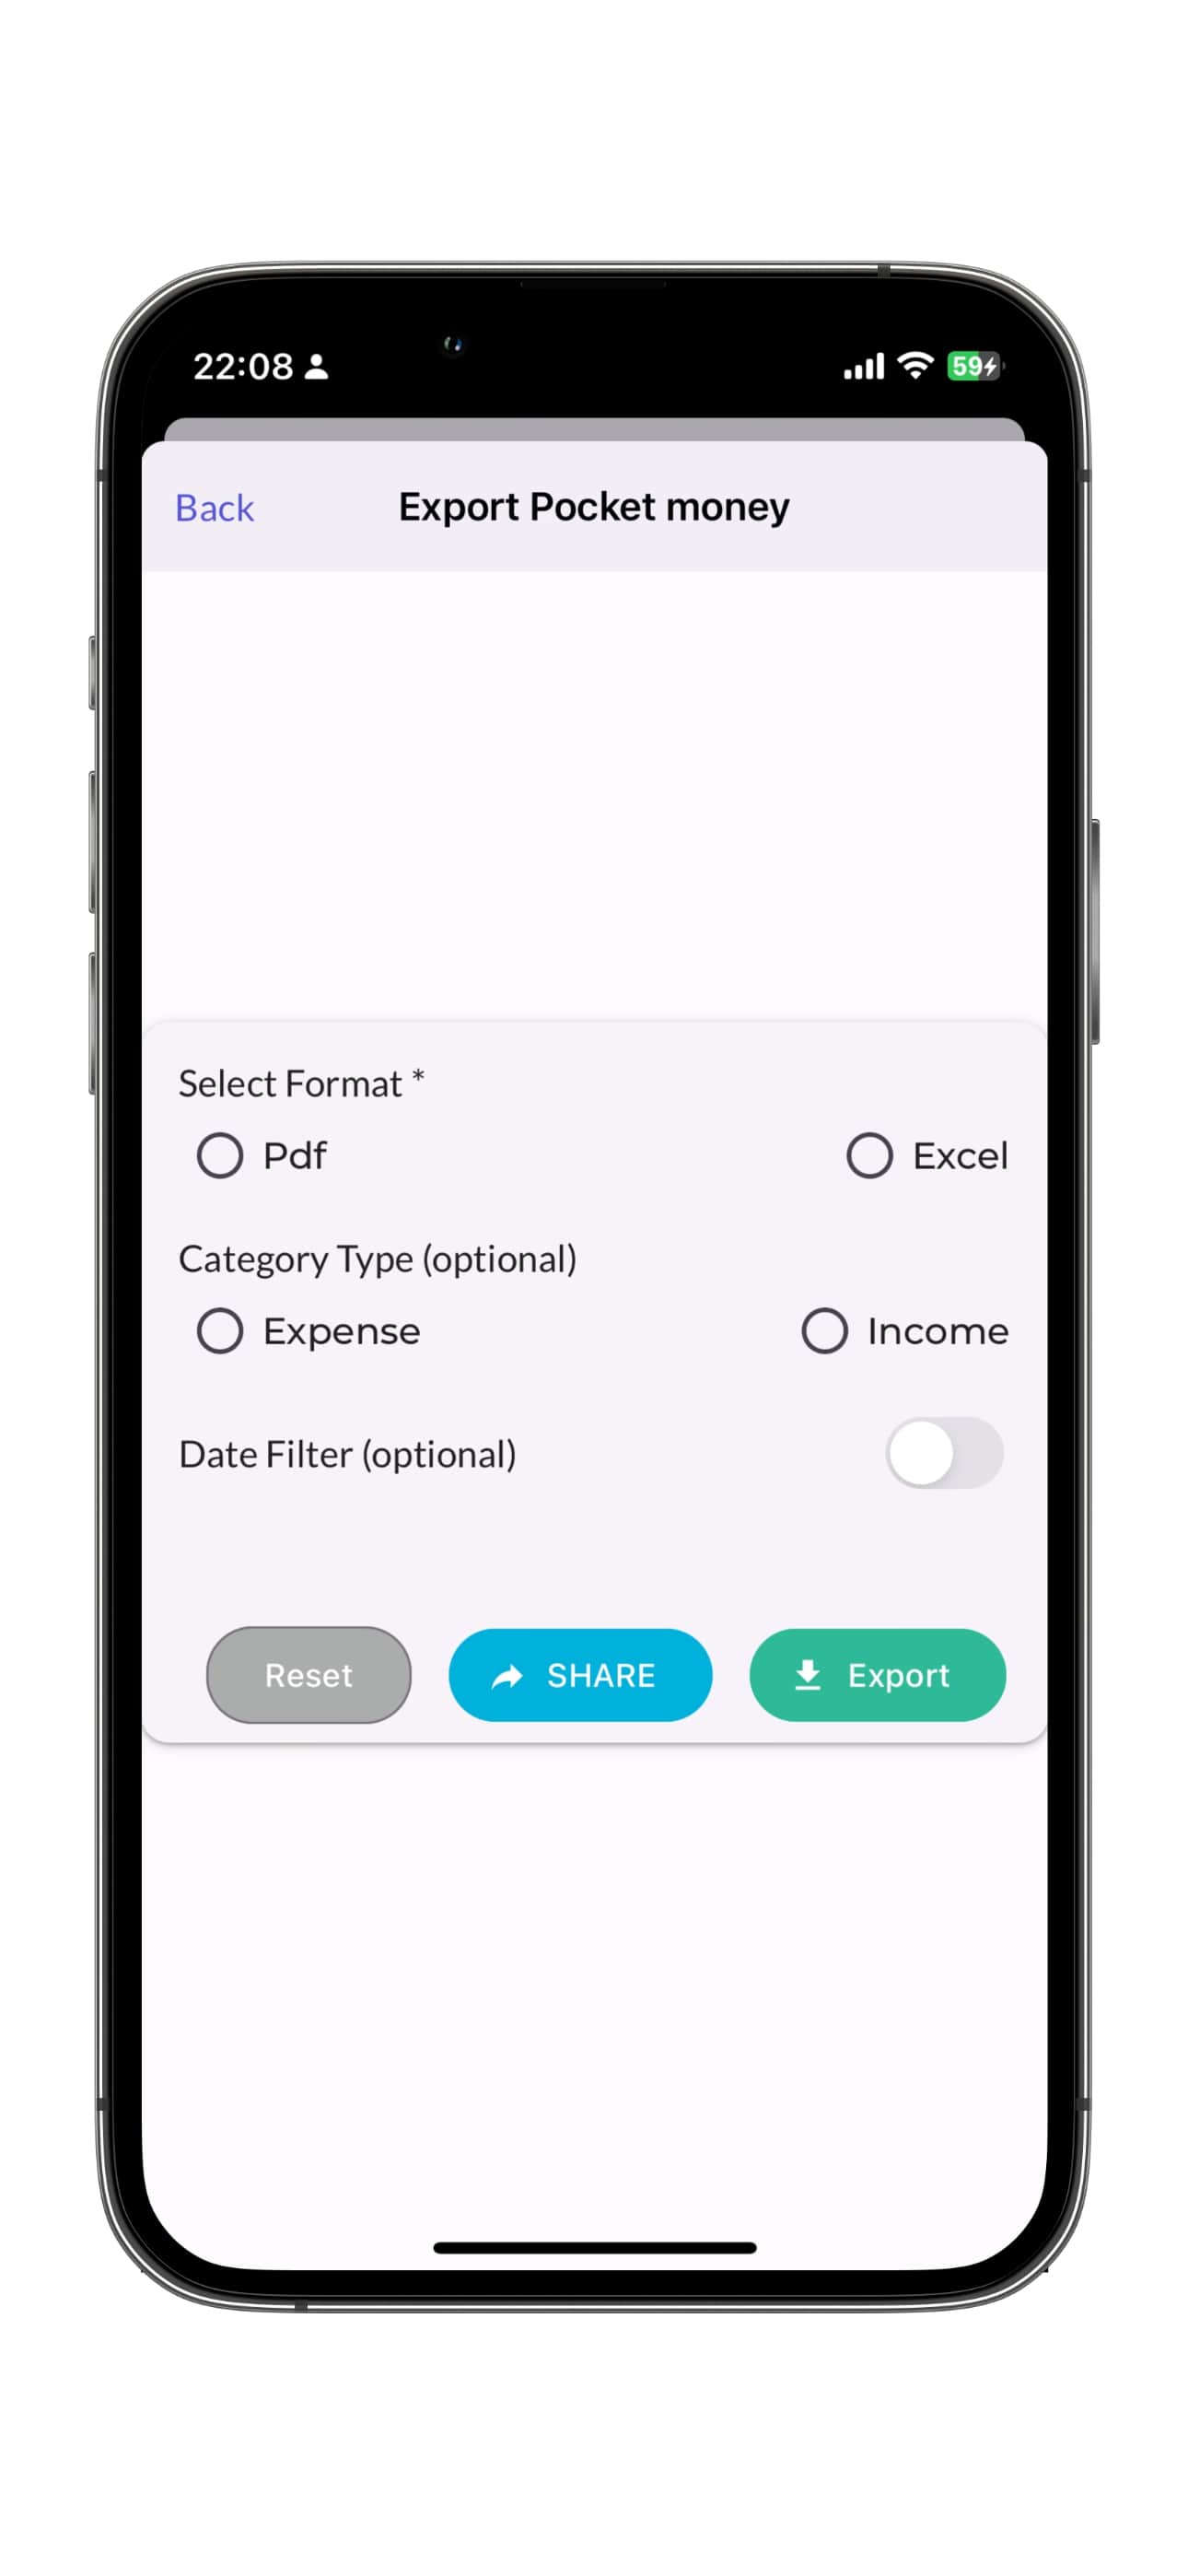 22:08
59
Back
Export Pocket money
Select Format *
Pdf
Excel
Category Type (optional)
Expense
Income
Date Filter (optional)
Reset
SHARE
Export